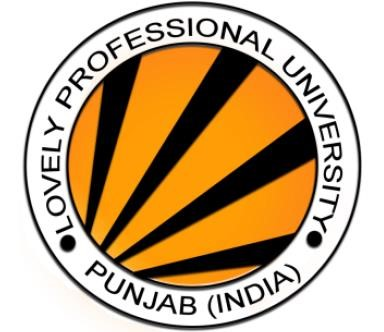 LOVELY PROFESSIONAL UNIVERSITY
PUNJAB (INDIA)